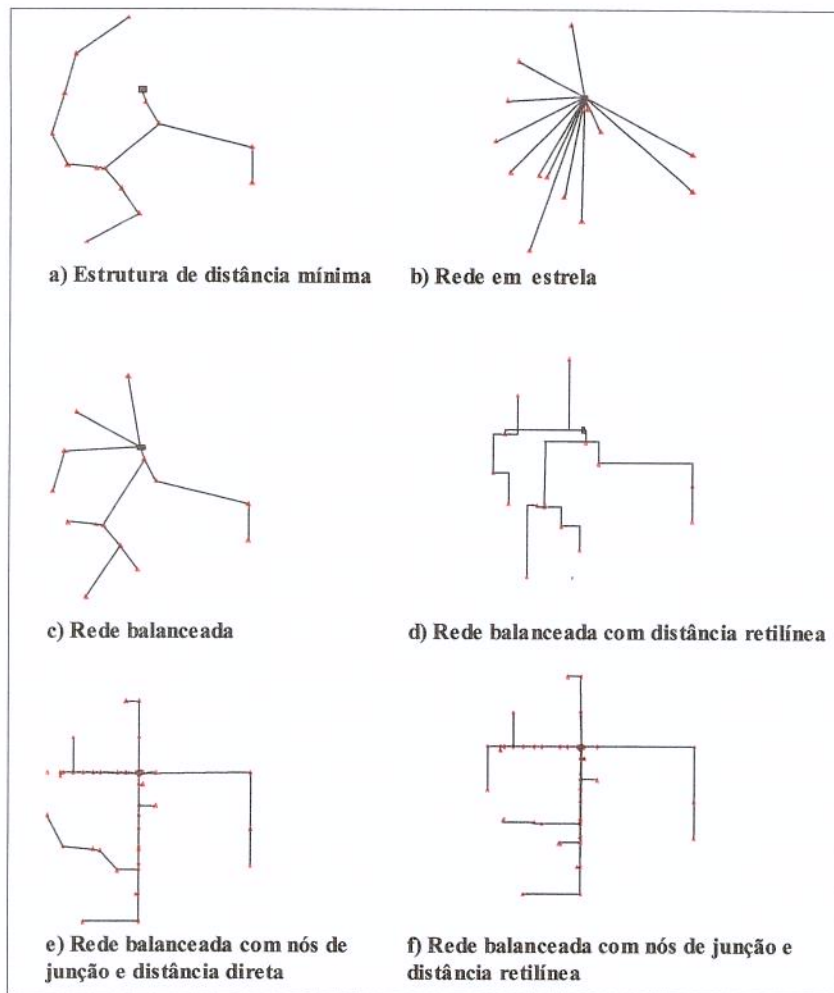 a) Estrutura de distância mínima
b) Rede em estrela
c) Rede balanceada
d) Rede balanceada com distância retilínea
e) Rede balanceada com nós de
junção e distância direta
f) Rede balanceada com nós de junção e
distância retilínea